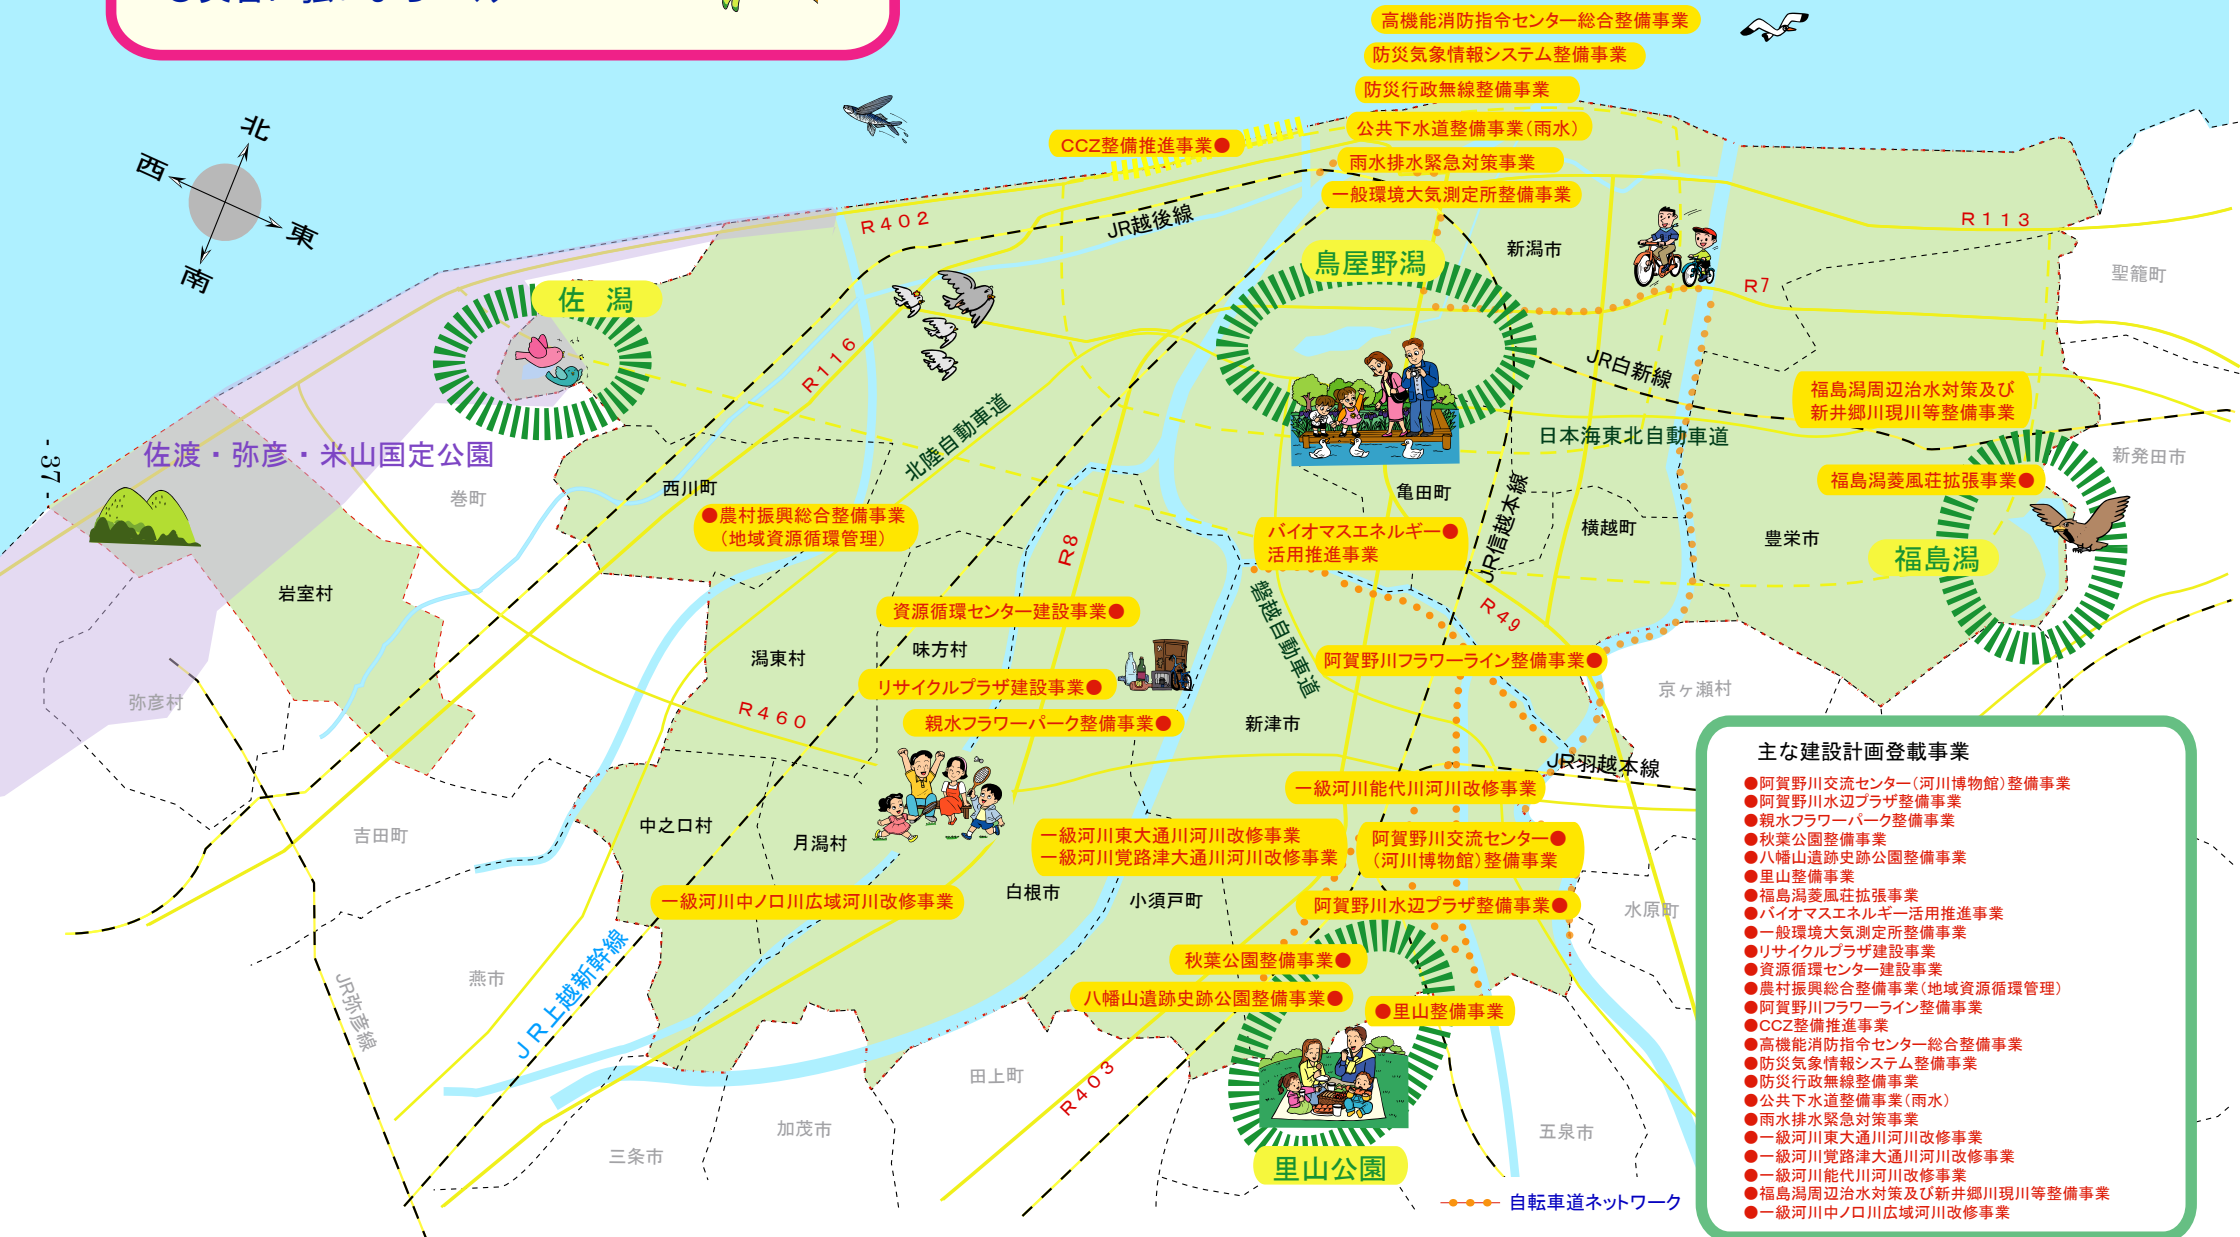 高機能消防指令センター総合整備事業
防災気象情報システム整備事業
防災行政無線整備事業
公共下水道整備事業(雨水)
CCZ整備推進事業●
雨水排水緊急対策事業
一般環境大気測定所整備事業
北
西
東
南
R402
JR越後線
R113
鳥屋野潟
新潟市
聖籠町
R7
佐 潟
R116
JR白新線
福島潟周辺治水対策及び
新井郷川現川等整備事業
北陸自動車道
日本海東北自動車道
佐渡・弥彦・米山国定公園
- 37 -
新発田市
巻町
西川町
亀田町
福島潟菱風荘拡張事業●
●農村振興総合整備事業
(地域資源循環管理)
バイオマスエネルギー●
活用推進事業
R8
JR信越本線
横越町
豊栄市
福島潟
岩室村
磐越自動車道
R49
資源循環センター建設事業●
潟東村
味方村
阿賀野川フラワーライン整備事業●
リサイクルプラザ建設事業●
京ヶ瀬村
弥彦村
R460
親水フラワーパーク整備事業●
新津市
JR羽越本線
一級河川能代川河川改修事業
吉田町
中之口村
月潟村
一級河川東大通川河川改修事業
一級河川覚路津大通川河川改修事業
阿賀野川交流センター●
(河川博物館)整備事業
一級河川中ノ口川広域河川改修事業
白根市
小須戸町
阿賀野川水辺プラザ整備事業●
水原町
秋葉公園整備事業●
燕市
JR上越新幹線
JR弥彦線
八幡山遺跡史跡公園整備事業●
●里山整備事業
田上町
R403
加茂市
三条市
五泉市
里山公園
自転車道ネットワーク
主な建設計画登載事業
●阿賀野川交流センター(河川博物館)整備事業
●阿賀野川水辺プラザ整備事業
●親水フラワーパーク整備事業
●秋葉公園整備事業
●八幡山遺跡史跡公園整備事業
●里山整備事業
●福島潟菱風荘拡張事業
●バイオマスエネルギー活用推進事業
●一般環境大気測定所整備事業
●リサイクルプラザ建設事業
●資源循環センター建設事業
●農村振興総合整備事業(地域資源循環管理)
●阿賀野川フラワーライン整備事業
●CCZ整備推進事業
●高機能消防指令センター総合整備事業
●防災気象情報システム整備事業
●防災行政無線整備事業
●公共下水道整備事業(雨水)
●雨水排水緊急対策事業
●一級河川東大通川河川改修事業
●一級河川覚路津大通川河川改修事業
●一級河川能代川河川改修事業
●福島潟周辺治水対策及び新井郷川現川等整備事業
●一級河川中ノ口川広域河川改修事業